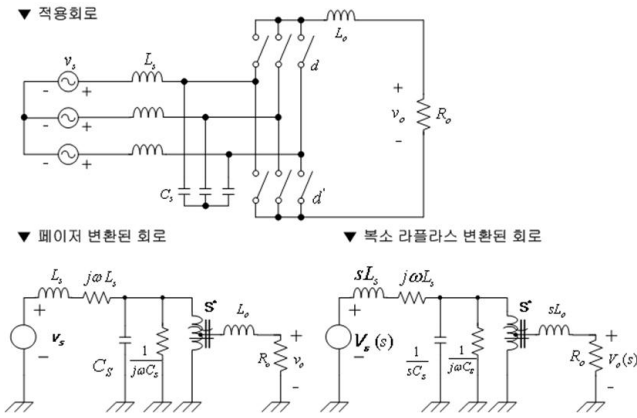 ▼ 적용회로
v_s
L_s
L_o
d
- +
- +
- +
+
v_o
-
R_o
C_s
d'
▼ 페이저 변환된 회로
L_s
jωL_s
+
v_s
-
C_S
1/jωC_s
S*
L_o
R_o
+
v_o
-
▼ 복소 라플라스 변환된 회로
sL_s
jωL_s
+
V_s(s)
-
1/sC_s
1/jωC_s
S*
sL_o
R_o
+
V_o(s)
-